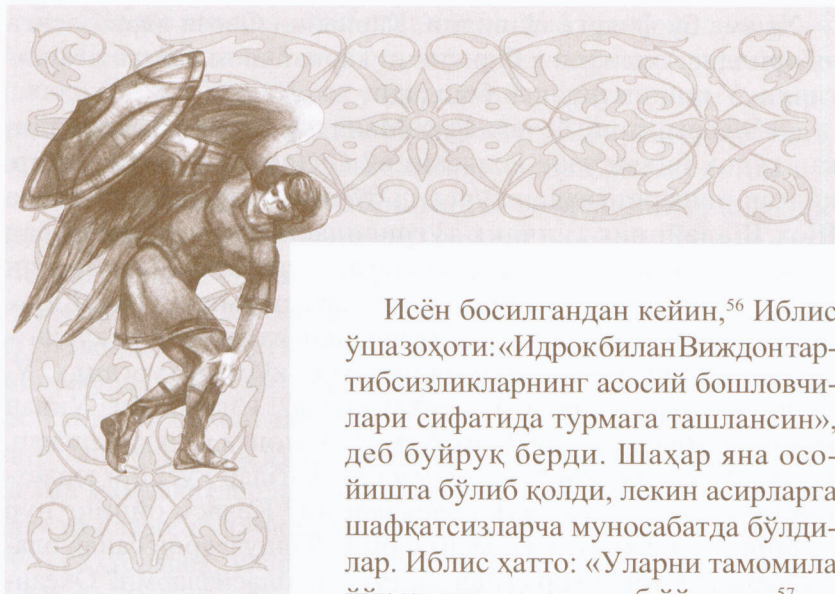 Исён босилгандан кейин,⁵⁶ Иблис
ўша зоҳоти: «Идрок билан Виждон тар-
тибсизликларнинг асосий бошловчи-
лари сифатида турмага ташлансин»,
деб буйруқ берди. Шаҳар яна осо-
йишта бўлиб қолди, лекин асирларга
шафқатсизларча муносабатда бўлди-
лар. Иблис ҳатто: «Уларни тамомила